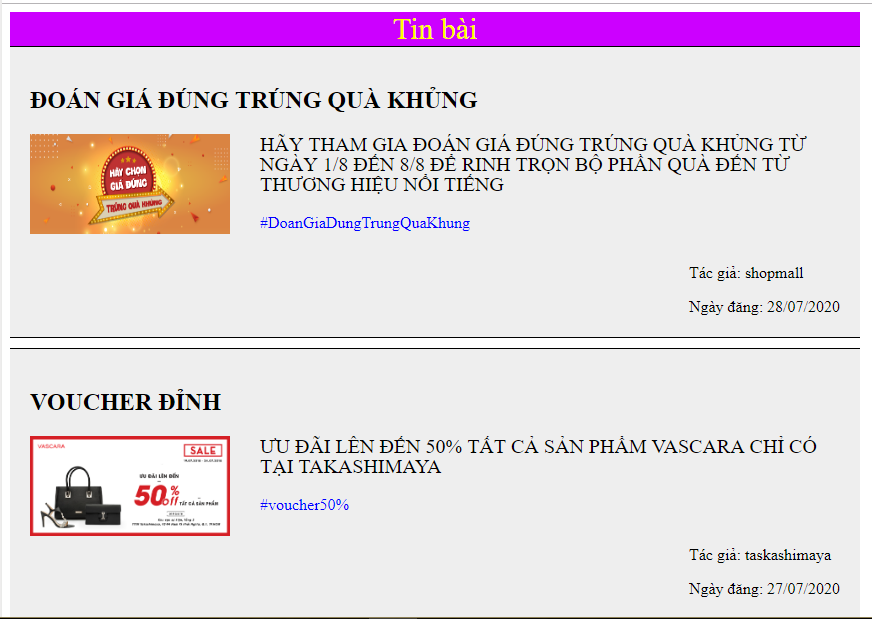 Tin bài
ĐOÁN GIÁ ĐÚNG TRÚNG QUÀ KHỦNG
HÃY CHỌN
GIÁ ĐÚNG
TRÚNG QUÀ KHỦNG
HÃY THAM GIA ĐOÁN GIÁ ĐÚNG TRÚNG QUÀ KHỦNG TỪ
NGÀY 1/8 ĐẾN 8/8 ĐỂ RINH TRỌN BỘ PHẦN QUÀ ĐẾN TỪ
THƯƠNG HIỆU NỔI TIẾNG
#DoanGiaDungTrungQuaKhung
Tác giả: shopmall
Ngày đăng: 28/07/2020
VOUCHER ĐỈNH
VASCARA
SALE
ƯU ĐÃI LÊN ĐẾN
50% off TẤT CẢ SẢN PHẨM
ƯU ĐÃI LÊN ĐẾN 50% TẤT CẢ SẢN PHẨM VASCARA CHỈ CÓ
TẠI TAKASHIMAYA
#voucher50%
Tác giả: taskashimaya
Ngày đăng: 27/07/2020